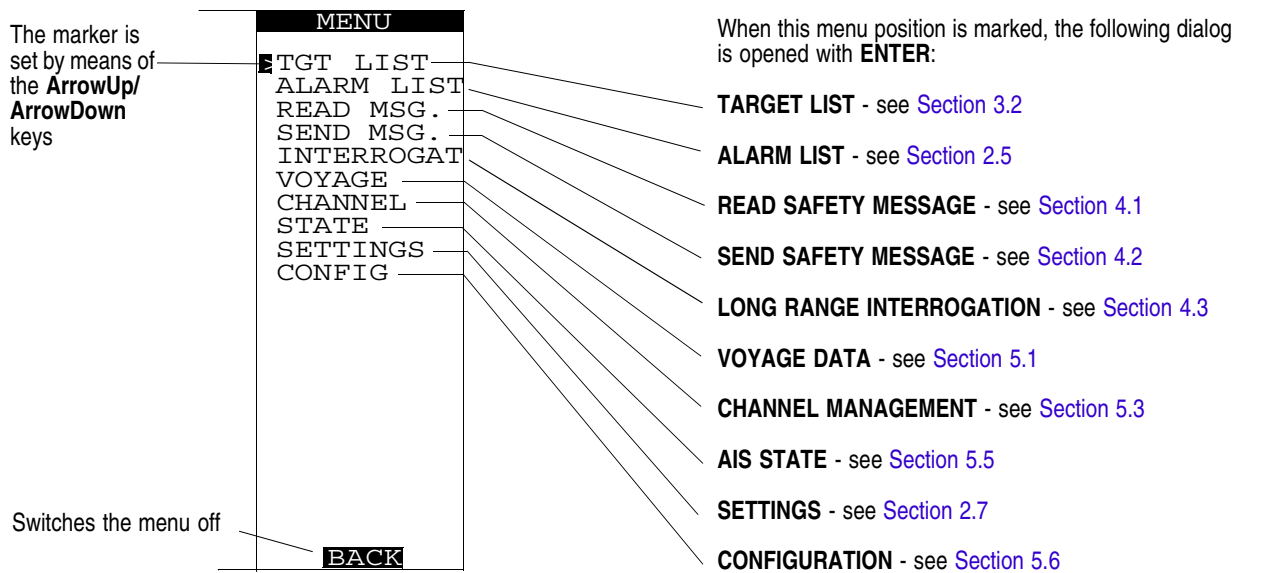 The marker is
set by means of
the ArrowUp/
ArrowDown
keys
MENU
>TGT LIST
ALARM LIST
READ MSG.
SEND MSG.
INTERROGAT
VOYAGE
CHANNEL
STATE
SETTINGS
CONFIG
Switches the menu off
BACK
When this menu position is marked, the following dialog
is opened with ENTER:
TARGET LIST - see Section 3.2
ALARM LIST - see Section 2.5
READ SAFETY MESSAGE - see Section 4.1
SEND SAFETY MESSAGE - see Section 4.2
LONG RANGE INTERROGATION - see Section 4.3
VOYAGE DATA - see Section 5.1
CHANNEL MANAGEMENT - see Section 5.3
AIS STATE - see Section 5.5
SETTINGS - see Section 2.7
CONFIGURATION - see Section 5.6